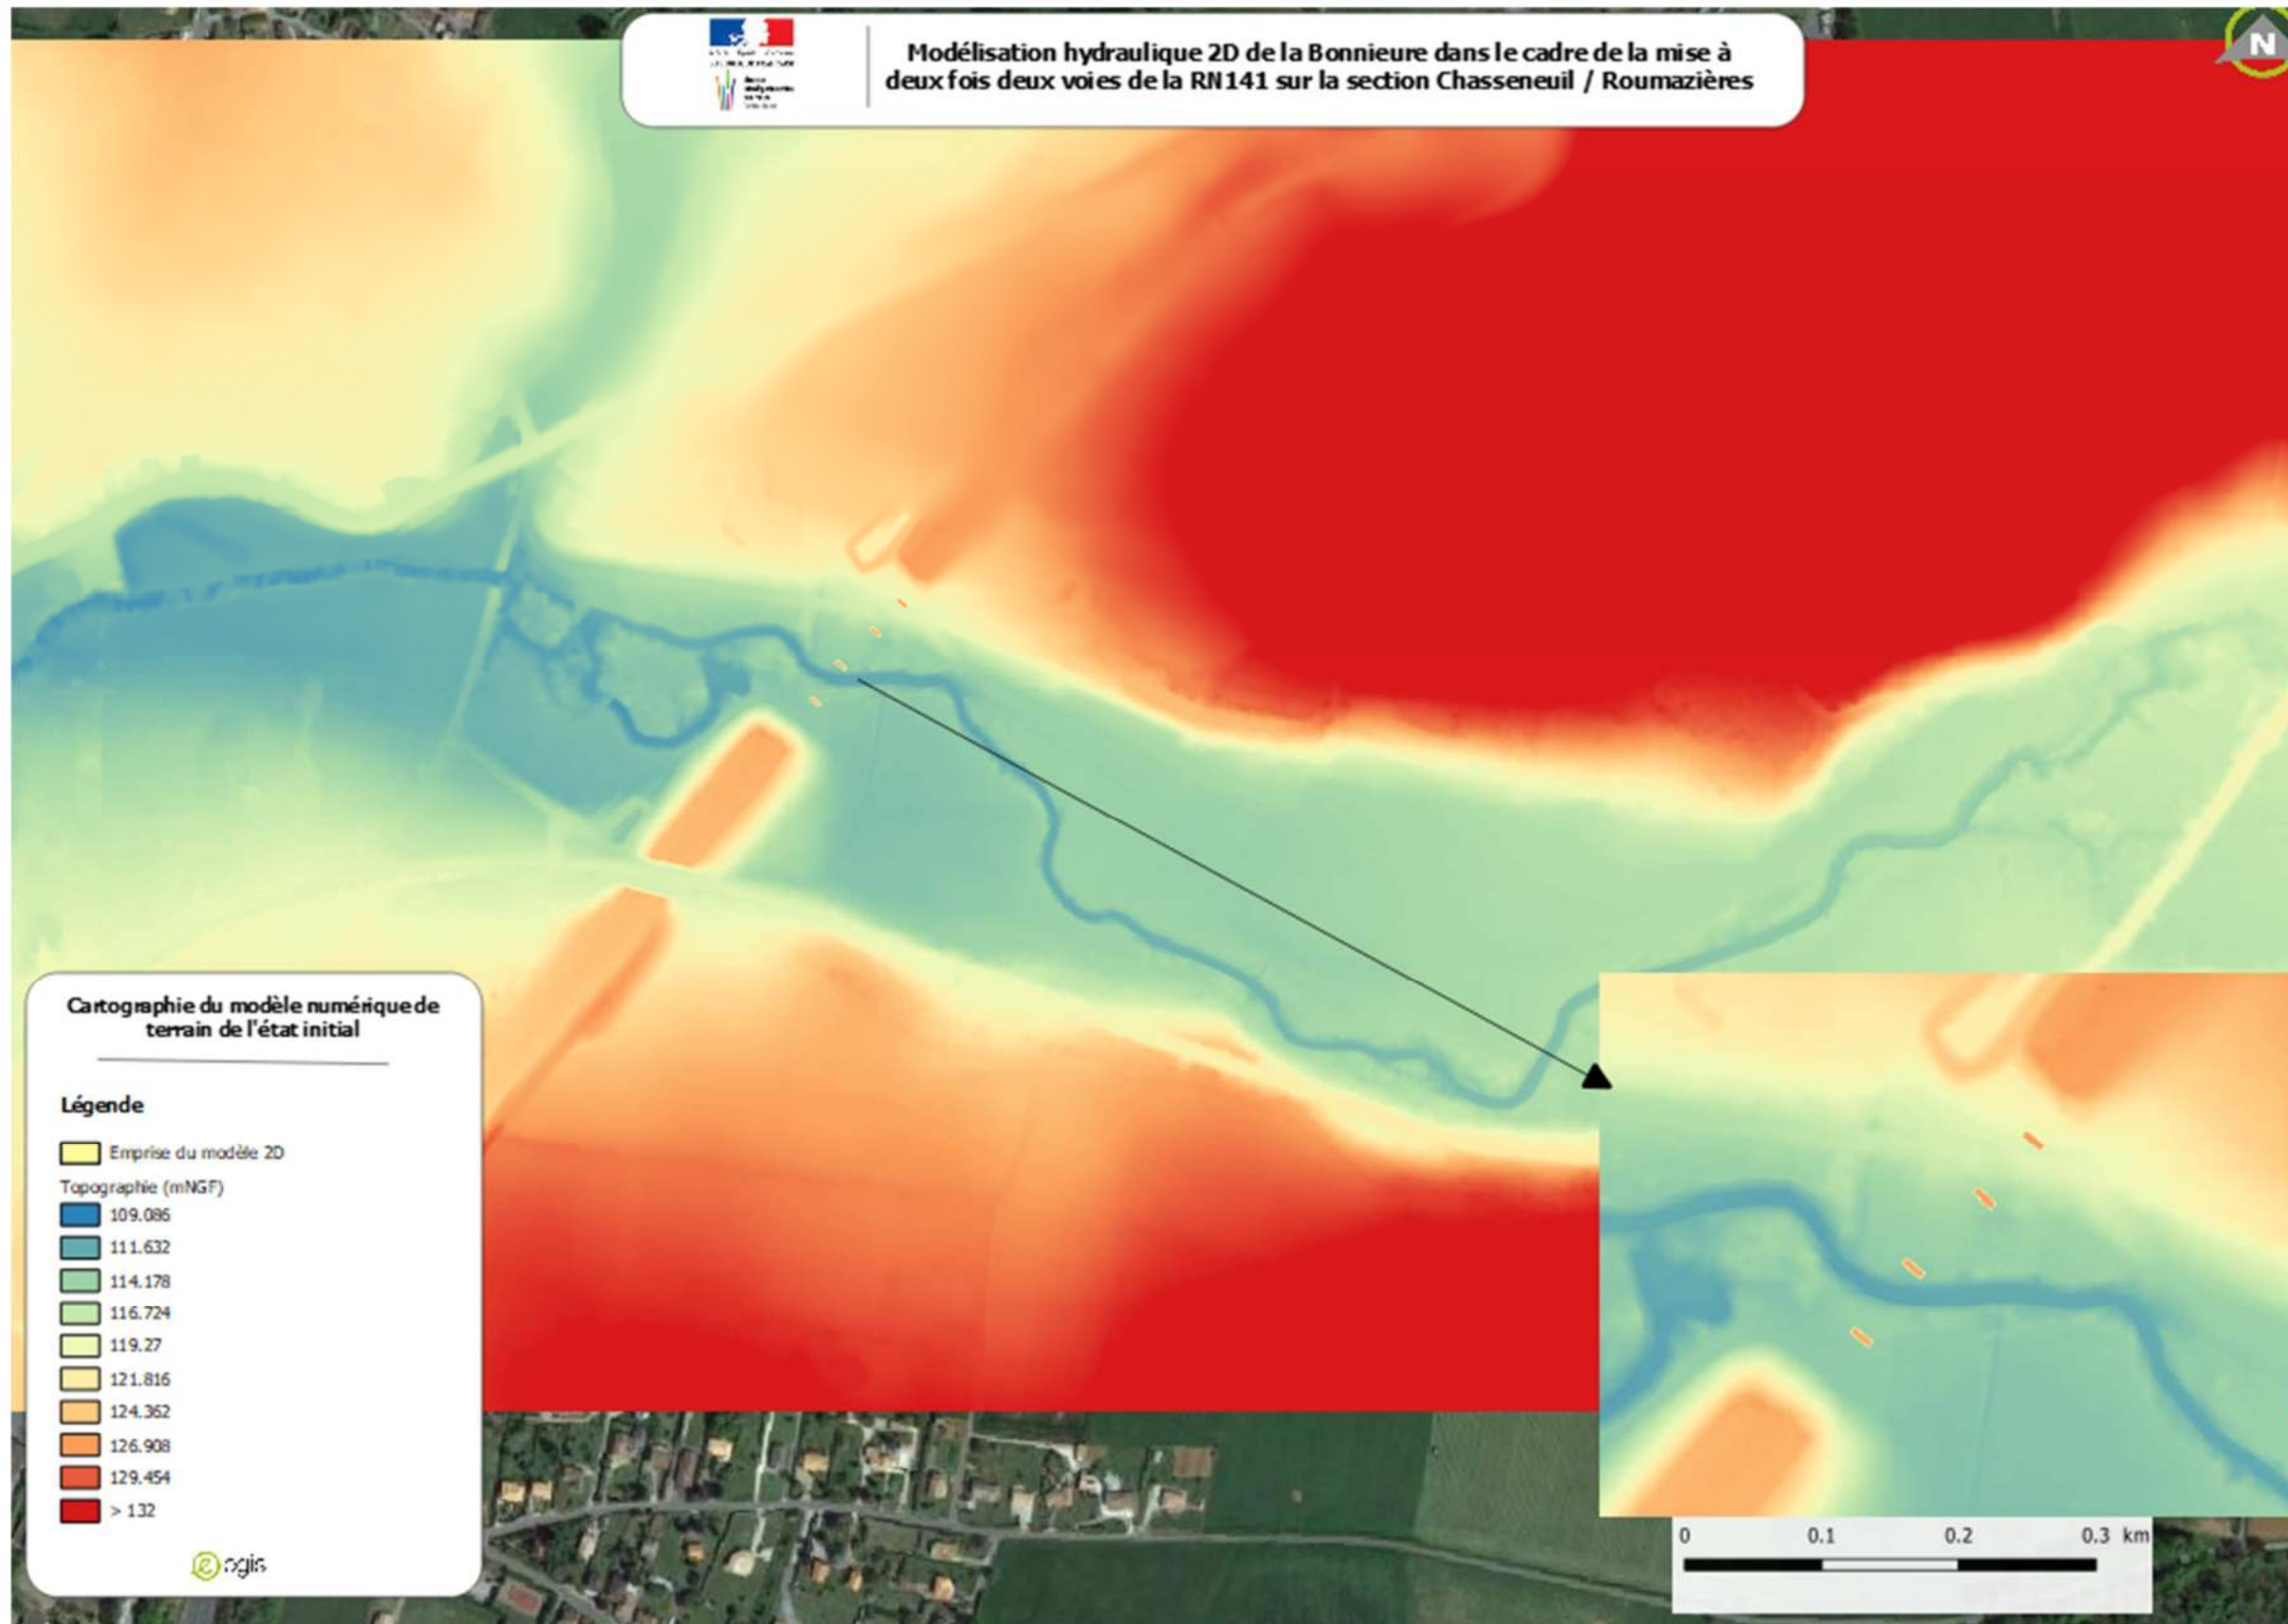 Modélisation hydraulique 2D de la Bonnieure dans le cadre de la mise à
deux fois deux voies de la RN141 sur la section Chasseneuil / Roumazières
N
Cartographie du modèle numérique de
terrain de l'état initial
Légende
Emprise du modèle 2D
Topographie (mNGF)
109.086
111.632
114.178
116.724
119.27
121.816
124.362
126.908
129.454
> 132
egis
0 0.1 0.2 0.3 km